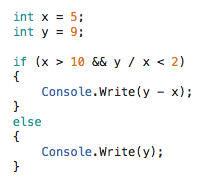 int x = 5;
int y = 9;

if (x > 10 && y / x < 2)
{
    Console.Write(y - x);
}
else
{
    Console.Write(y);
}